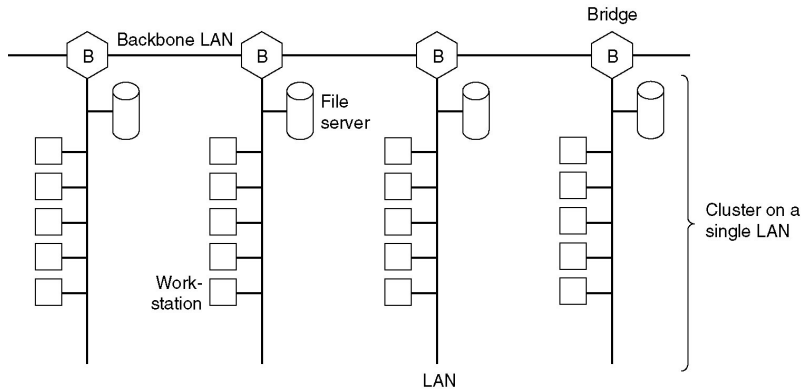 Bridge
Backbone LAN
B
B
B
B
File
server
Cluster on a
single LAN
Work-
station
LAN